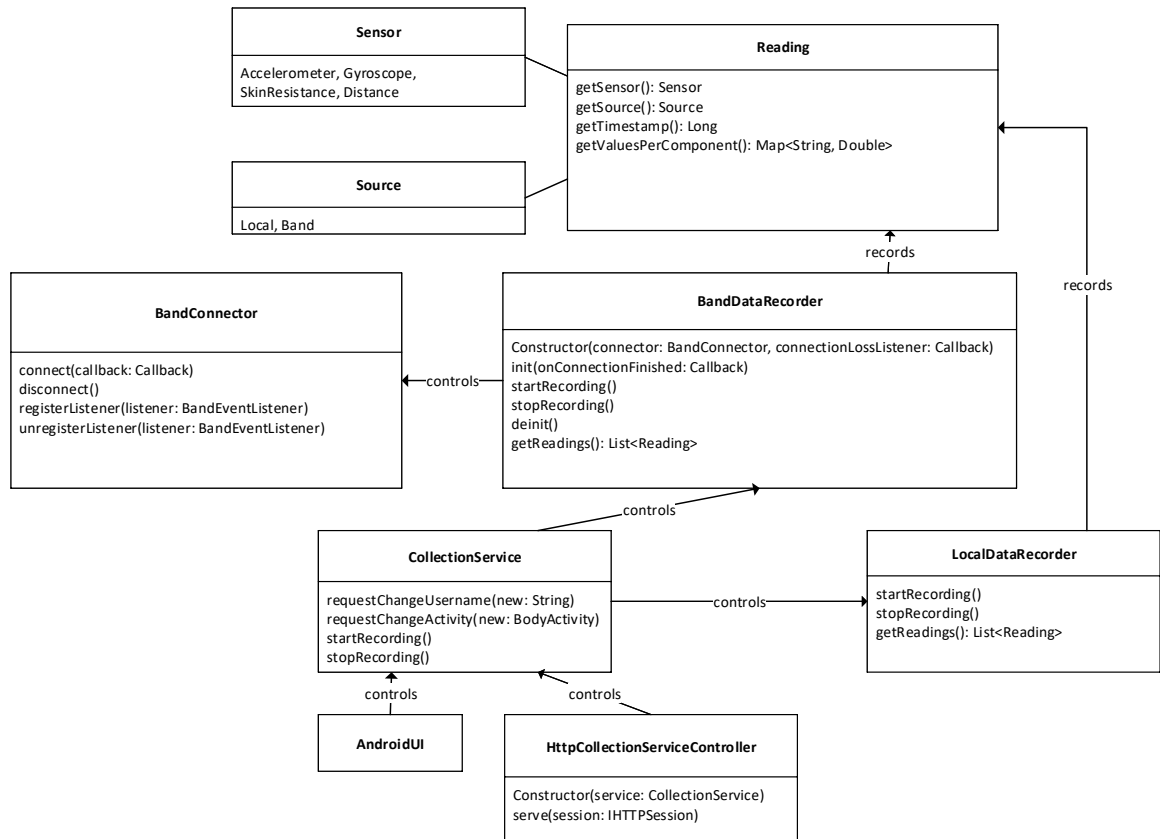 Sensor
Accelerometer, Gyroscope,
SkinResistance, Distance
Reading
getSensor(): Sensor
getSource(): Source
getTimestamp(): Long
getValuesPerComponent(): Map<String, Double>
Source
Local, Band
records
records
BandConnector
connect(callback: Callback)
disconnect()
registerListener(listener: BandEventListener)
unregisterListener(listener: BandEventListener)
controls
BandDataRecorder
Constructor(connector: BandConnector, connectionLossListener: Callback)
init(onConnectionFinished: Callback)
startRecording()
stopRecording()
deinit()
getReadings(): List<Reading>
controls
CollectionService
requestChangeUsername(new: String)
requestChangeActivity(new: BodyActivity)
startRecording()
stopRecording()
controls
LocalDataRecorder
startRecording()
stopRecording()
getReadings(): List<Reading>
controls
controls
AndroidUI
HttpCollectionServiceController
Constructor(service: CollectionService)
serve(session: IHTTPSession)